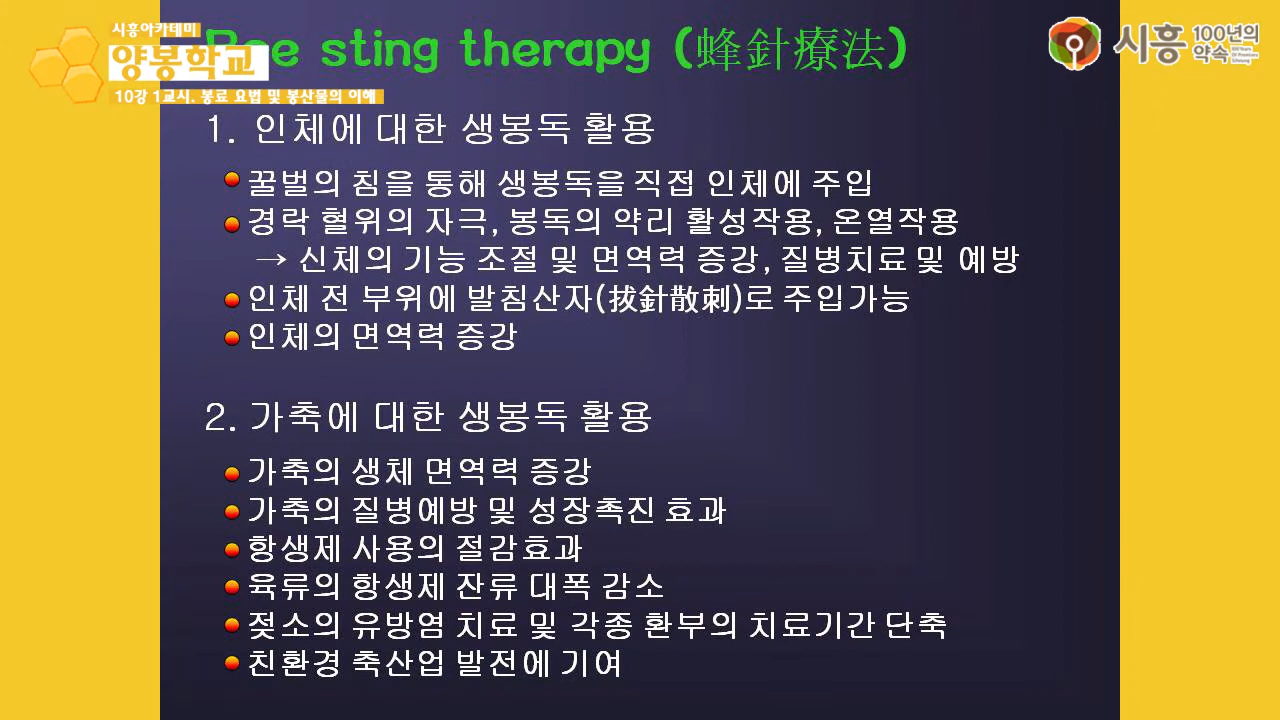 시흥아카데미
양봉학교
10강 1교시. 봉료 요법 및 봉산물의 이해
시흥 100년의 약속
Bee sting therapy (蜂針療法)
1. 인체에 대한 생봉독 활용
꿀벌의 침을 통해 생봉독을 직접 인체에 주입
경락 혈위의 자극, 봉독의 약리 활성작용, 온열작용
→ 신체의 기능 조절 및 면역력 증강, 질병치료 및 예방
인체 전 부위에 발침산자(拔針散刺)로 주입가능
인체의 면역력 증강
2. 가축에 대한 생봉독 활용
가축의 생체 면역력 증강
가축의 질병예방 및 성장촉진 효과
항생제 사용의 절감효과
육류의 항생제 잔류 대폭 감소
젖소의 유방염 치료 및 각종 환부의 치료기간 단축
친환경 축산업 발전에 기여